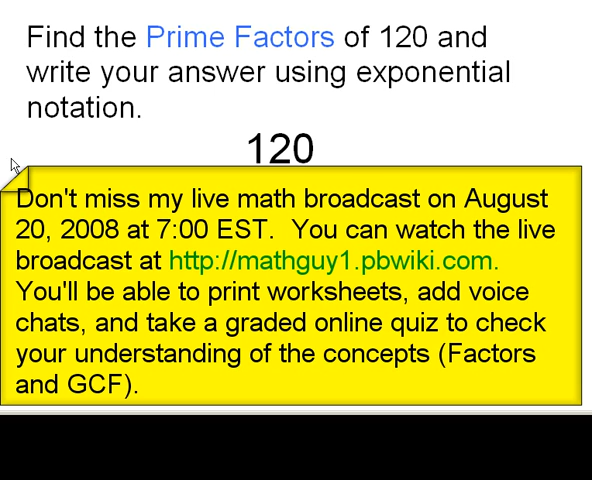 Find the Prime Factors of 120 and
write your answer using exponential
notation.
120
Don't miss my live math broadcast on August
20, 2008 at 7:00 EST.  You can watch the live
broadcast at http://mathguy1.pbwiki.com.
You'll be able to print worksheets, add voice
chats, and take a graded online quiz to check
your understanding of the concepts (Factors
and GCF).